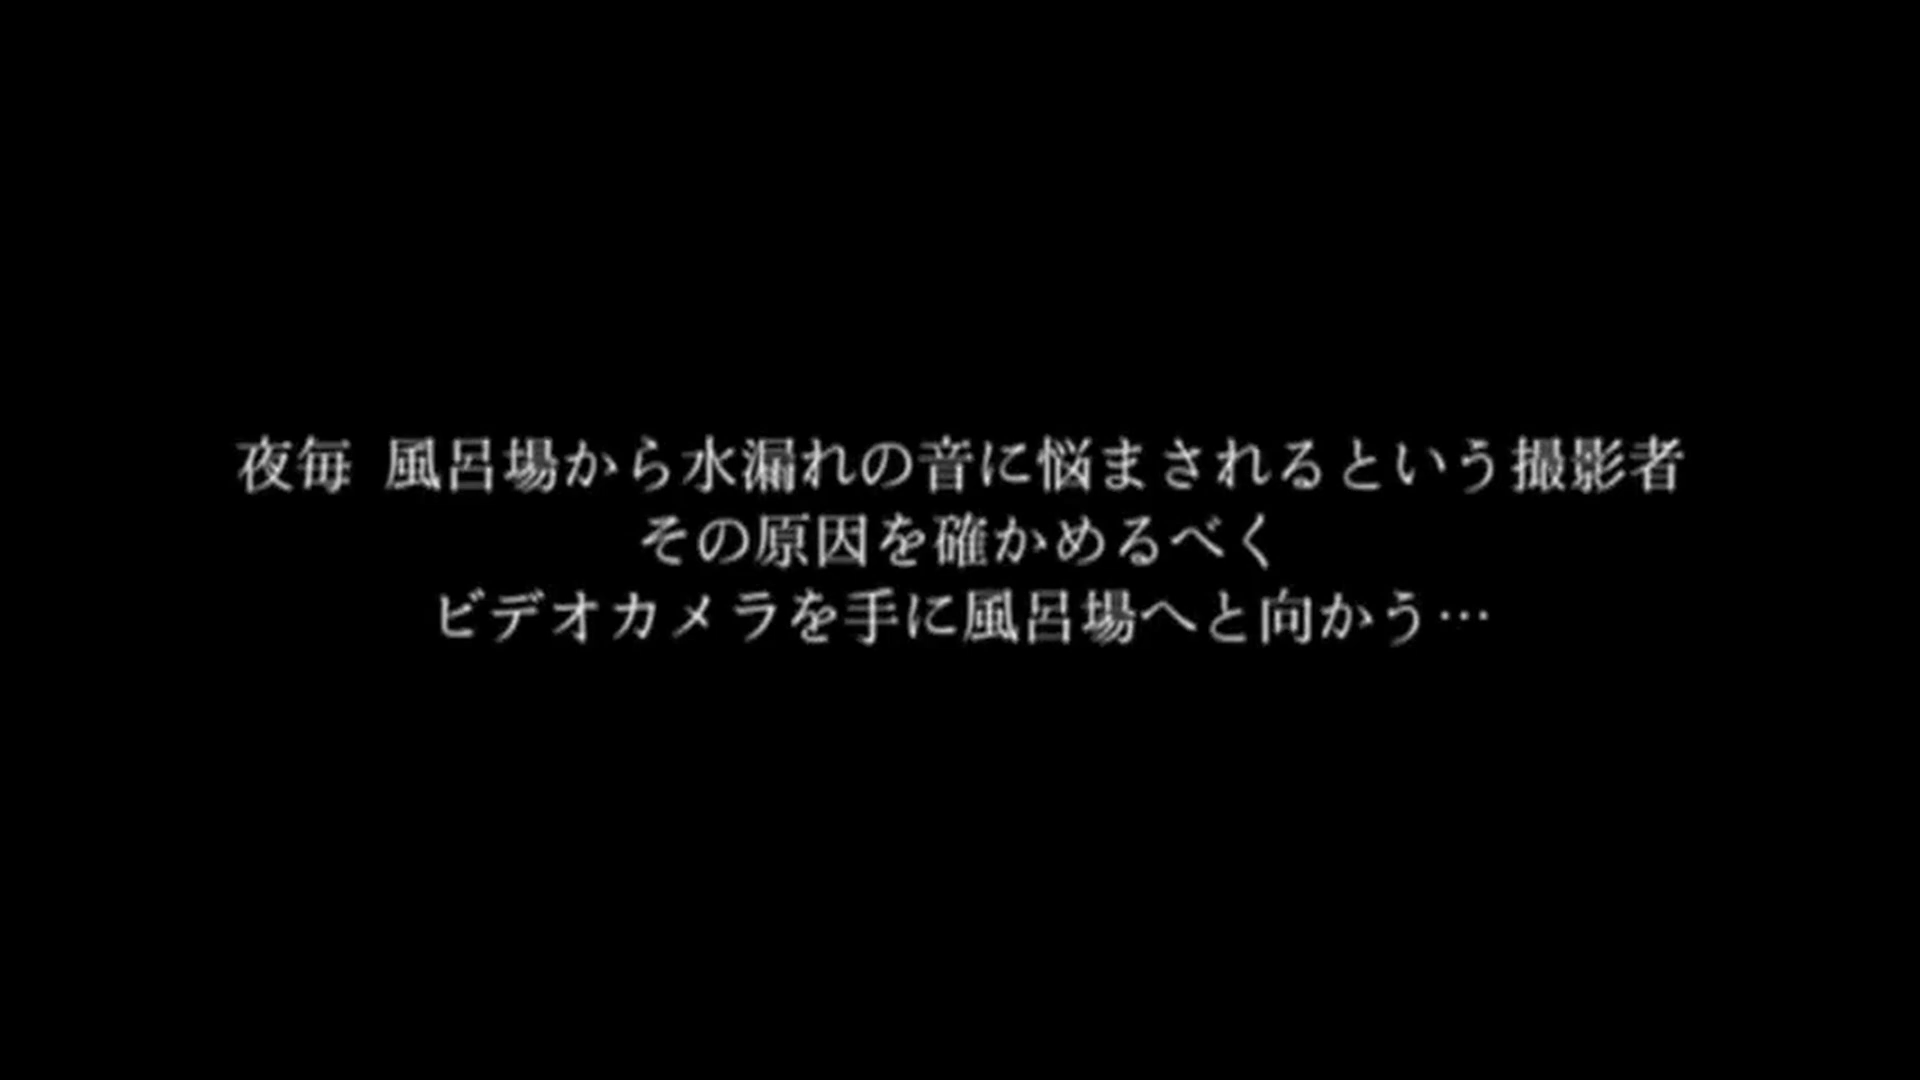 夜毎 風呂場から水漏れの音に悩まされるという撮影者
その原因を確かめるべく
ビデオカメラを手に風呂場へと向かう…